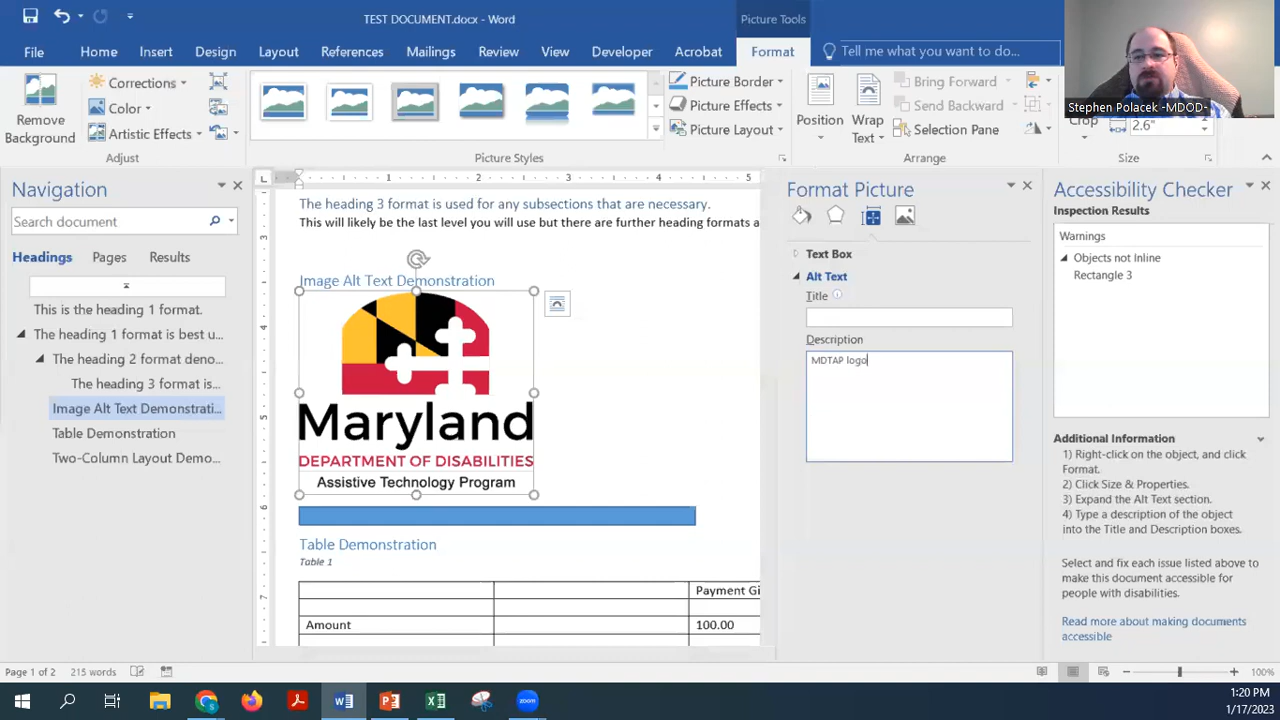 TEST DOCUMENT.docx - Word
Picture Tools
File
Home
Insert
Design
Layout
References
Mailings
Review
View
Developer
Acrobat
Format
Tell me what you want to do...
Stephen Polacek -MDOD-
Remove
Background
Corrections
Color
Artistic Effects
Adjust
Picture Styles
Picture Border
Picture Effects
Picture Layout
Position
Wrap
Text
Bring Forward
Send Backward
Selection Pane
Arrange
Crop
2.6"
Size
Navigation
Search document
Headings
Pages
Results
This is the heading 1 format.
The heading 1 format is best u...
The heading 2 format deno...
The heading 3 format is...
Image Alt Text Demonstrati...
Table Demonstration
Two-Column Layout Demo...
1
2
3
4
5
3
4
5
6
7
The heading 3 format is used for any subsections that are necessary.
This will likely be the last level you will use but there are further heading formats a
Image Alt Text Demonstration
Maryland
DEPARTMENT OF DISABILITIES
Assistive Technology Program
Table Demonstration
Table 1
Payment Gi
Amount
100.00
Format Picture
Text Box
Alt Text
Title
Description
MDTAP logo
Accessibility Checker
Inspection Results
Warnings
Objects not Inline
Rectangle 3
Additional Information
1) Right-click on the object, and click
Format.
2) Click Size & Properties.
3) Expand the Alt Text section.
4) Type a description of the object
into the Title and Description boxes.
Select and fix each issue listed above to
make this document accessible for
people with disabilities.
Read more about making documents
accessible
Page 1 of 2
215 words
100%
zoom
1:20 PM
1/17/2023